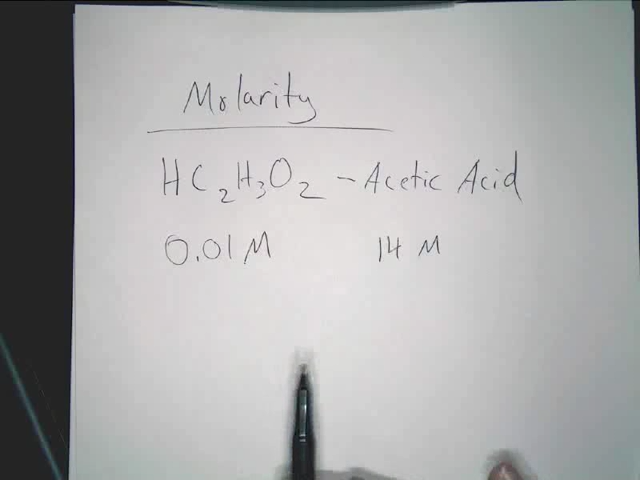 Molarity
HC₂H₃O₂ - Acetic Acid
0.01 M 14 M